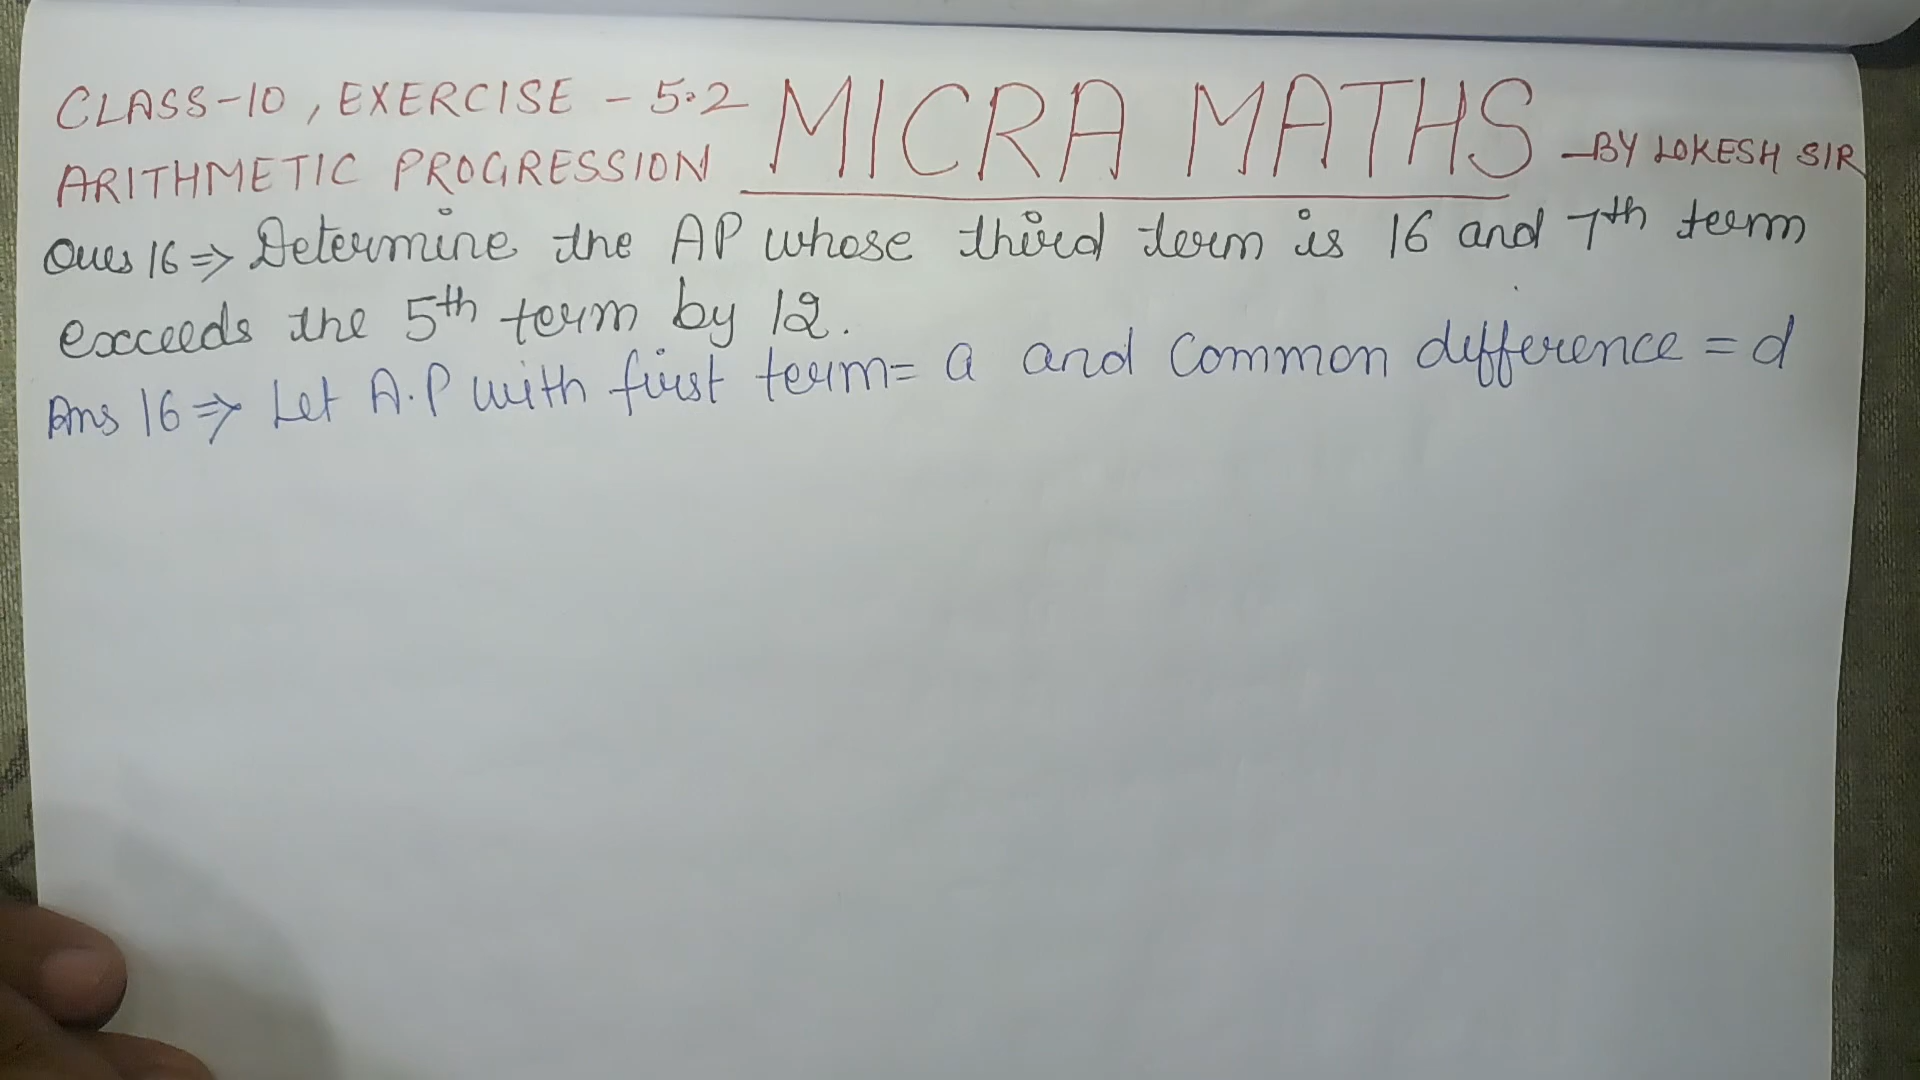 CLASS-10, EXERCISE - 5.2
ARITHMETIC PROGRESSION
MICRA MATHS
-BY LOKESH SIR
Ques 16 ⇒ Determine the AP whose third term is 16 and 7th term
exceeds the 5th term by 12.
Ans 16 ⇒ Let A.P with first term = a and Common difference = d